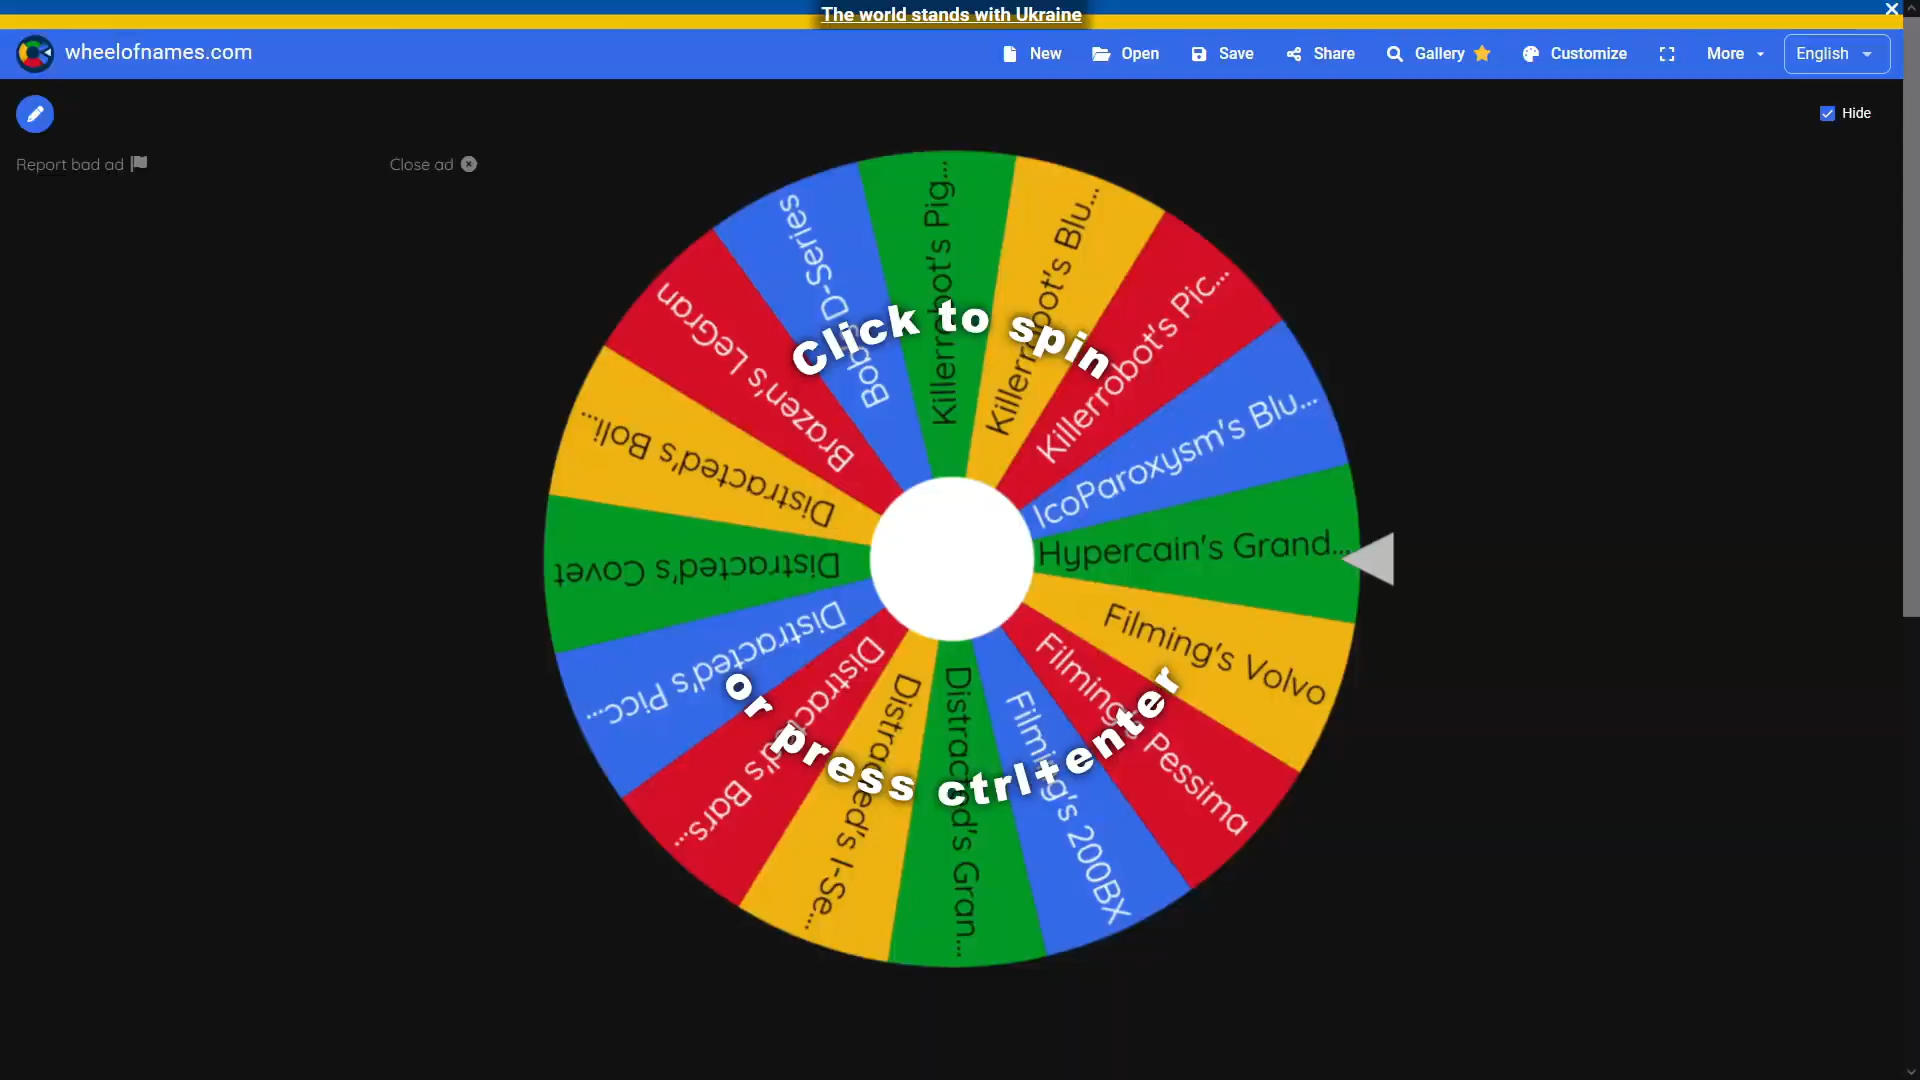 The world stands with Ukraine
wheelofnames.com
New
Open
Save
Share
Gallery
Customize
More
English
Hide
Report bad ad
Close ad
Click to spin
or press ctrl+enter
Killerrobot's Pig...
Killerrobot's Blu...
Killerrobot's Pic...
IcoParoxysm's Blu...
Hypercain's Grand...
Filming's Volvo
Filming's Pessima
Filming's 200BX
Distracted's Gran...
Distracted's I-Se...
Distracted's Bars...
Distracted's Picc...
Distracted's Covet
Distracted's Boli...
Brazen's LeGran
D-Series